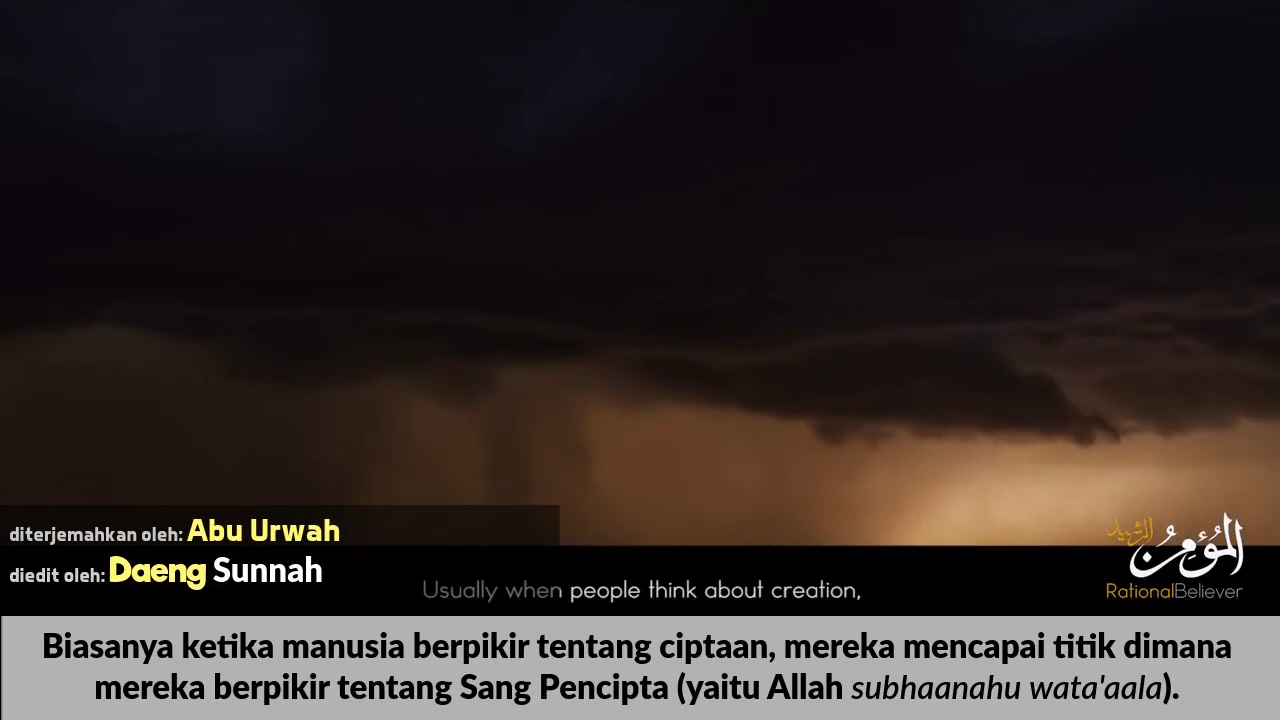 diterjemahkan oleh: Abu Urwah
diedit oleh: Daeng Sunnah
Usually when people think about creation,
المؤمن الرشيد
RationalBeliever
Biasanya ketika manusia berpikir tentang ciptaan, mereka mencapai titik dimana
mereka berpikir tentang Sang Pencipta (yaitu Allah subhaanahu wata'aala).